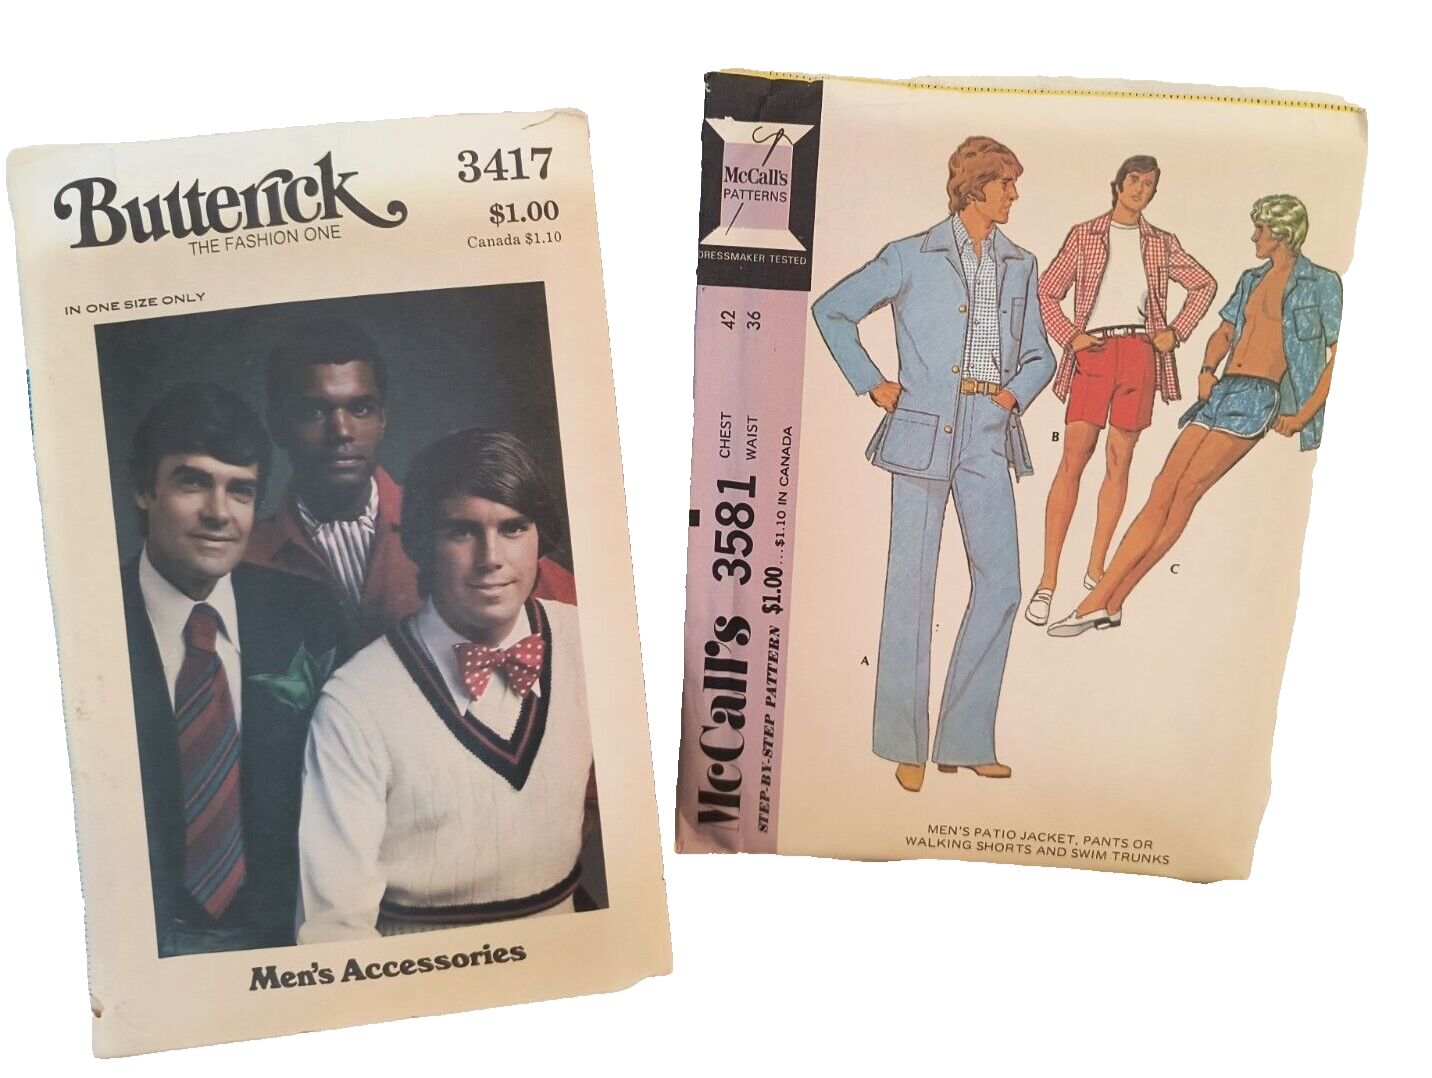 Butterick
THE FASHION ONE
3417
$1.00
Canada $1.10
IN ONE SIZE ONLY
Men's Accessories
McCall's
PATTERNS
DRESSMAKER TESTED
42
36
CHEST
WAIST
McCall's 3581
STEP-BY-STEP PATTERN $1.00...$1.10 IN CANADA
A
B
C
MEN'S PATIO JACKET, PANTS OR
WALKING SHORTS AND SWIM TRUNKS